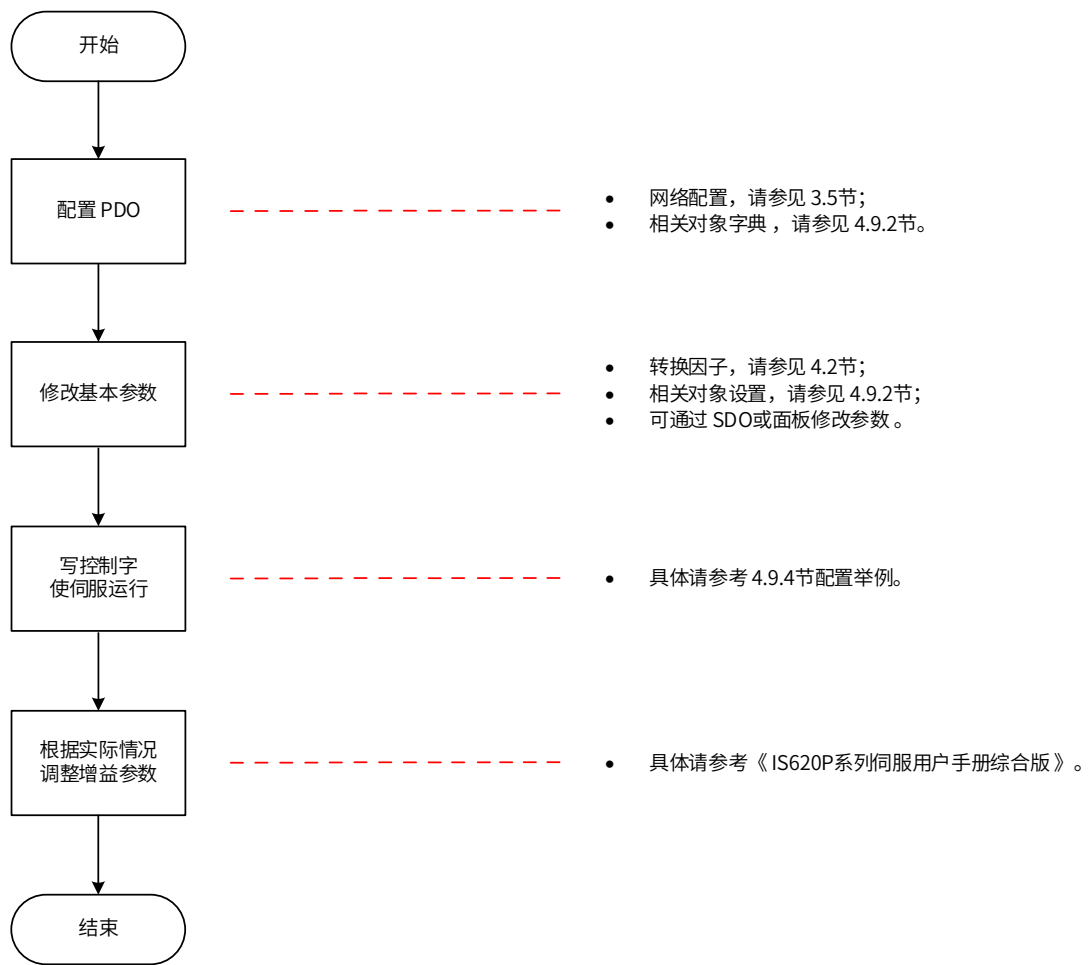 开始
配置 PDO
• 网络配置，请参见 3.5节；
• 相关对象字典 ，请参见 4.9.2节。
修改基本参数
• 转换因子，请参见 4.2节；
• 相关对象设置，请参见 4.9.2节；
• 可通过 SDO或面板修改参数 。
写控制字
使伺服运行
• 具体请参考 4.9.4节配置举例。
根据实际情况
调整增益参数
• 具体请参考《 IS620P系列伺服用户手册综合版 》。
结束